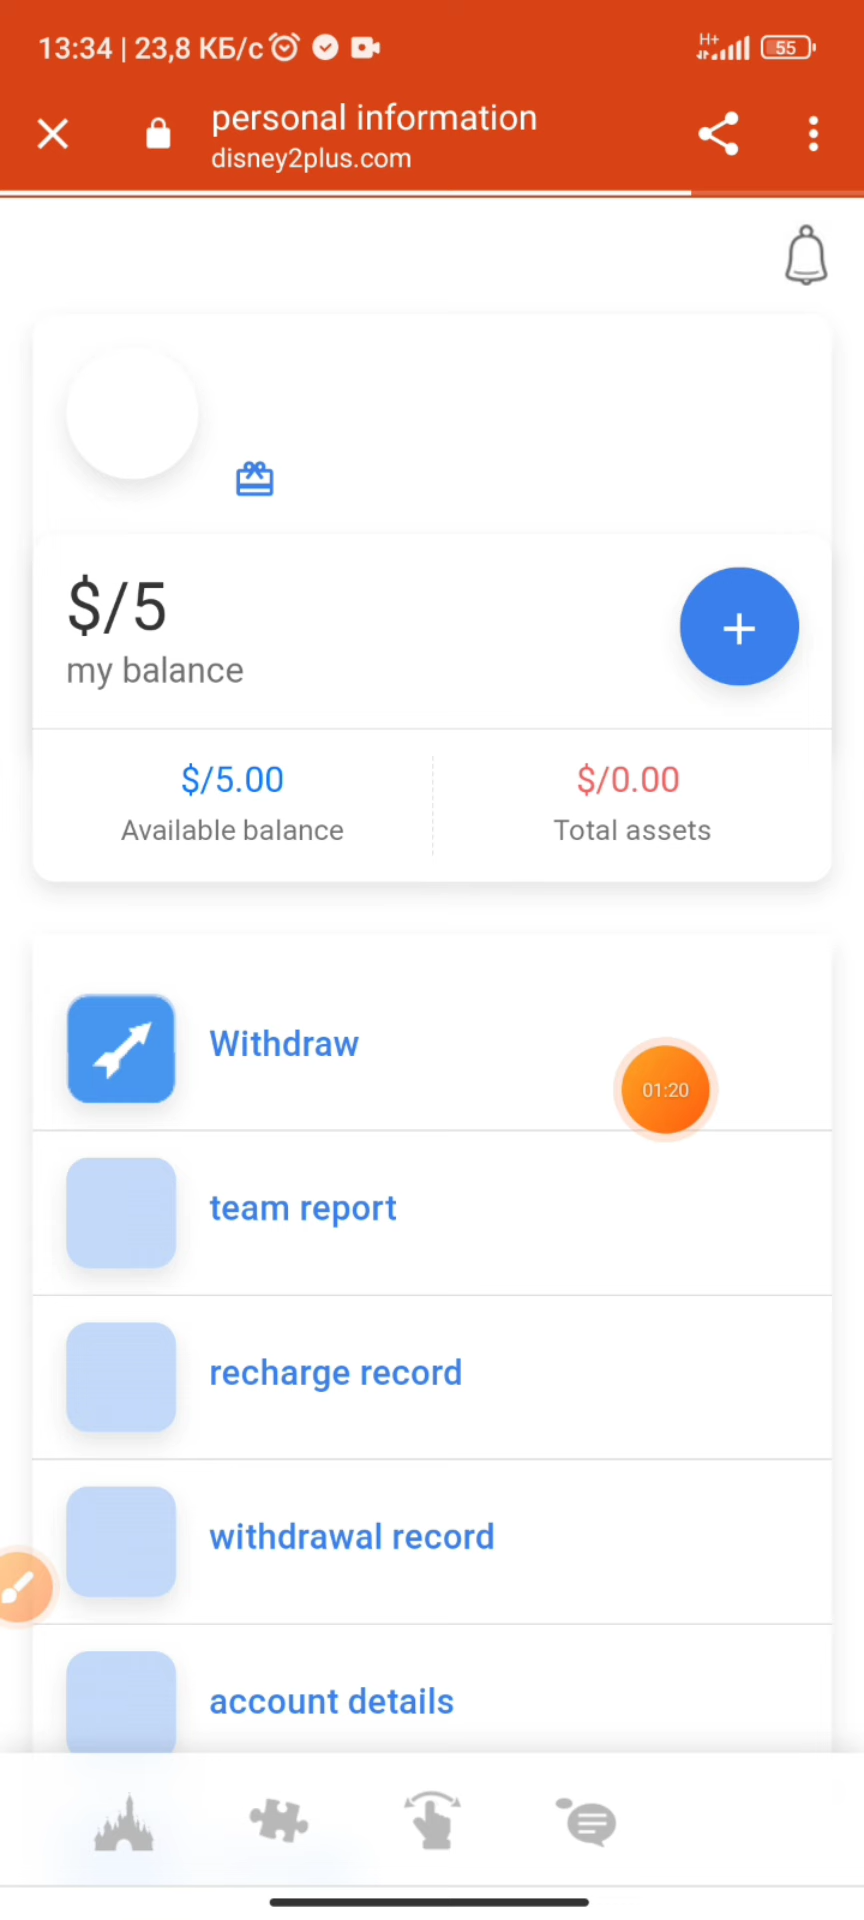 13:34 | 23,8 КБ/с
H+
55
personal information
disney2plus.com
$/5
my balance
$/5.00
$/0.00
Available balance
Total assets
Withdraw
01:20
team report
recharge record
withdrawal record
account details